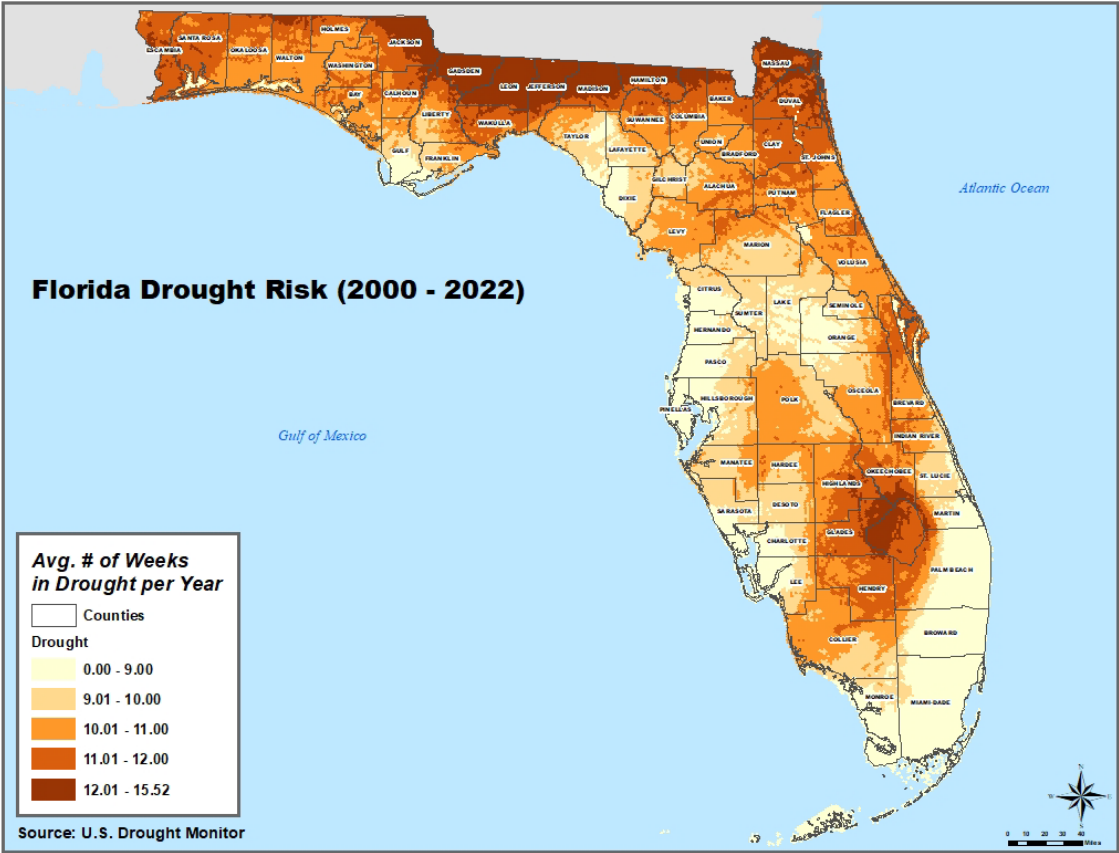 HOLMES
JACKSON
SANTA ROSA
ESCAMBIA
OKALOOSA
WALTON
WASHINGTON
NASSAU
GADSDEN
HAMILTON
LEON
JEFFERSON
MADISON
BAY
CALHOUN
BAKER
DUVAL
LIBERTY
WAKULLA
SUWANNEE
COLUMBIA
TAYLOR
UNION
CLAY
GULF
FRANKLIN
LAFAYETTE
BRADFORD
ST. JOHNS
GILCHRIST
ALACHUA
PUTNAM
Atlantic Ocean
DIXIE
FLAGLER
LEVY
MARION
VOLUSIA
Florida Drought Risk (2000 - 2022)
CITRUS
LAKE
SEMINOLE
SUMTER
HERNANDO
ORANGE
PASCO
OSCEOLA
HILLSBOROUGH
POLK
BREVARD
PINELLAS
Gulf of Mexico
INDIAN RIVER
MANATEE
HARDEE
OKEECHOBEE
ST. LUCIE
HIGHLANDS
DESOTO
SARASOTA
MARTIN
GLADES
CHARLOTTE
PALM BEACH
LEE
HENDRY
BROWARD
COLLIER
MONROE
MIAMI-DADE
Avg. # of Weeks
in Drought per Year
Counties
Drought
0.00 - 9.00
9.01 - 10.00
10.01 - 11.00
11.01 - 12.00
12.01 - 15.52
N
W E
S
0 10 20 30 40
Miles
Source: U.S. Drought Monitor